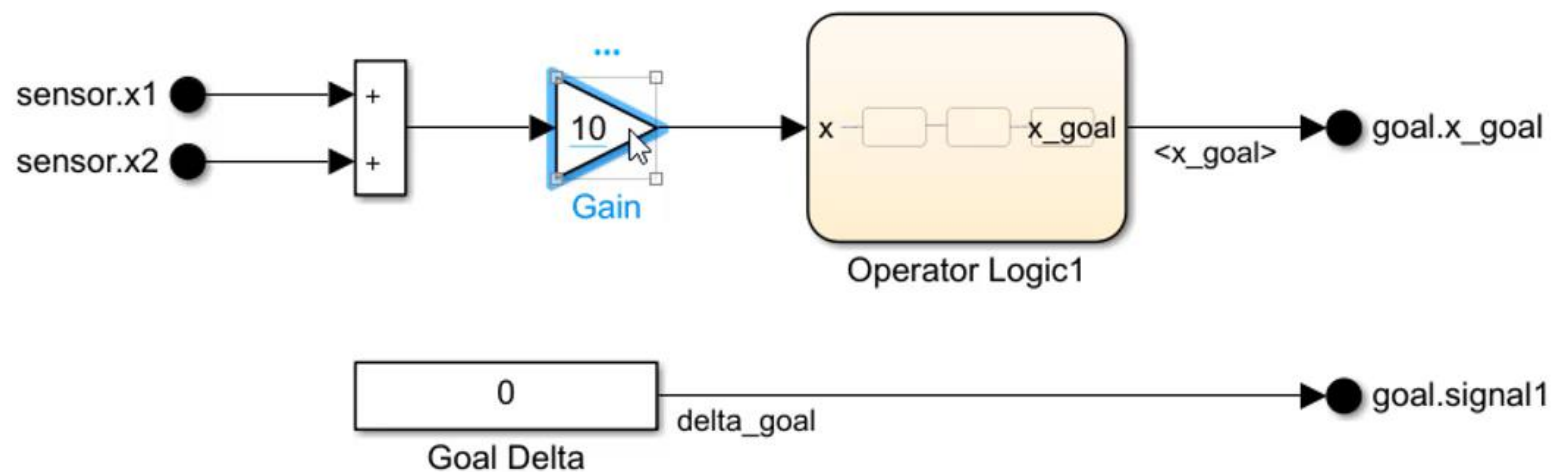 sensor.x1
sensor.x2
+
+
...
10
Gain
x
x_goal
Operator Logic1
<x_goal>
goal.x_goal
0
Goal Delta
delta_goal
goal.signal1